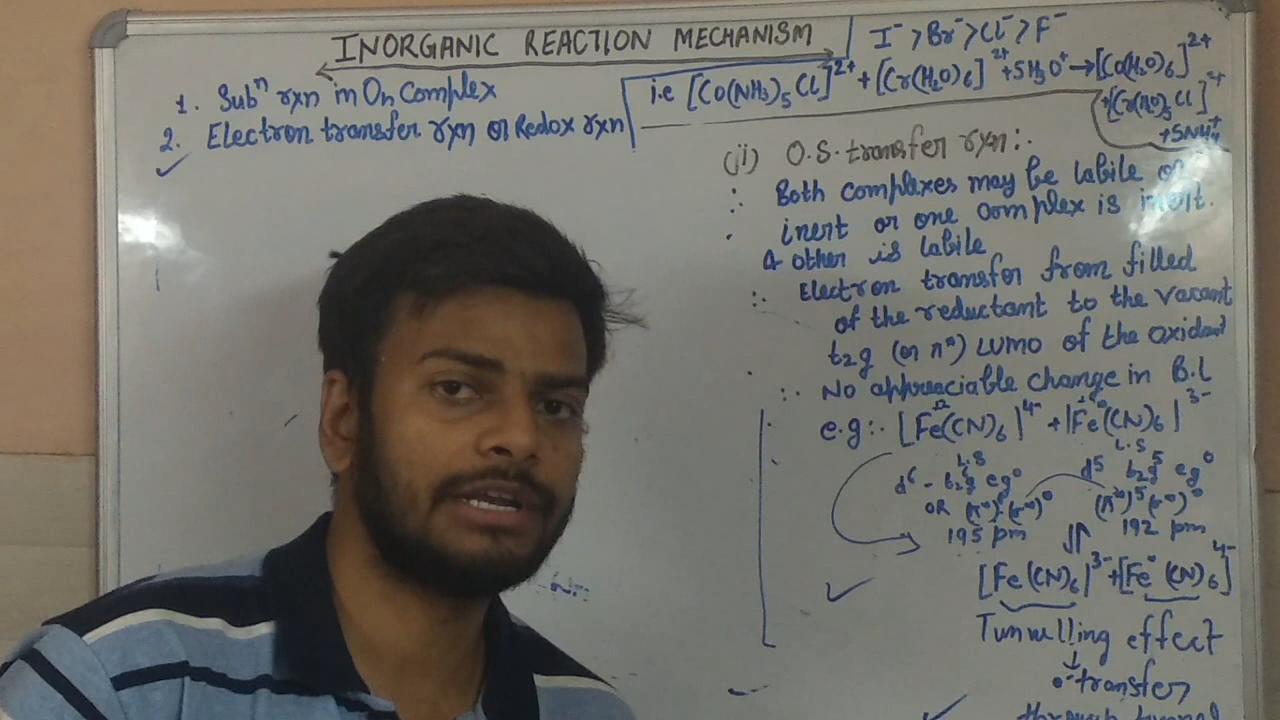 INORGANIC REACTION MECHANISM
1. Subⁿ rxn in Oh Complex
2. Electron transfer rxn or Redox rxn
I⁻ > Br⁻ > Cl⁻ > F⁻
i.e [Co(NH₃)₅Cl]²⁺ + [Cr(H₂O)₆]²⁺ + 5H₃O⁺ → [Co(H₂O)₆]²⁺
+ [Cr(H₂O)₅Cl]²⁺
+ 5NH₄⁺
(ii) O.S. transfer rxn :.
Both complexes may be labile or
inert or one complex is inert.
& other is labile
Electron transfer from filled
of the reductant to the vacant
t₂g (or π*) LUMO of the oxidant
No appreciable change in B.L
e.g:. [Fe(CN)₆]⁴⁻ + [Fe(CN)₆]³⁻
L.S L.S
d⁶ - t₂g⁶ eg⁰ d⁵ t₂g⁵ eg⁰
OR (π*)⁶ (σ*)⁰ (π*)⁵ (σ*)⁰
195 pm 192 pm
[Fe(CN)₆]³⁻ + [Fe(CN)₆]⁴⁻
Tunnelling effect
↓
e⁻ transfer
through tunnel